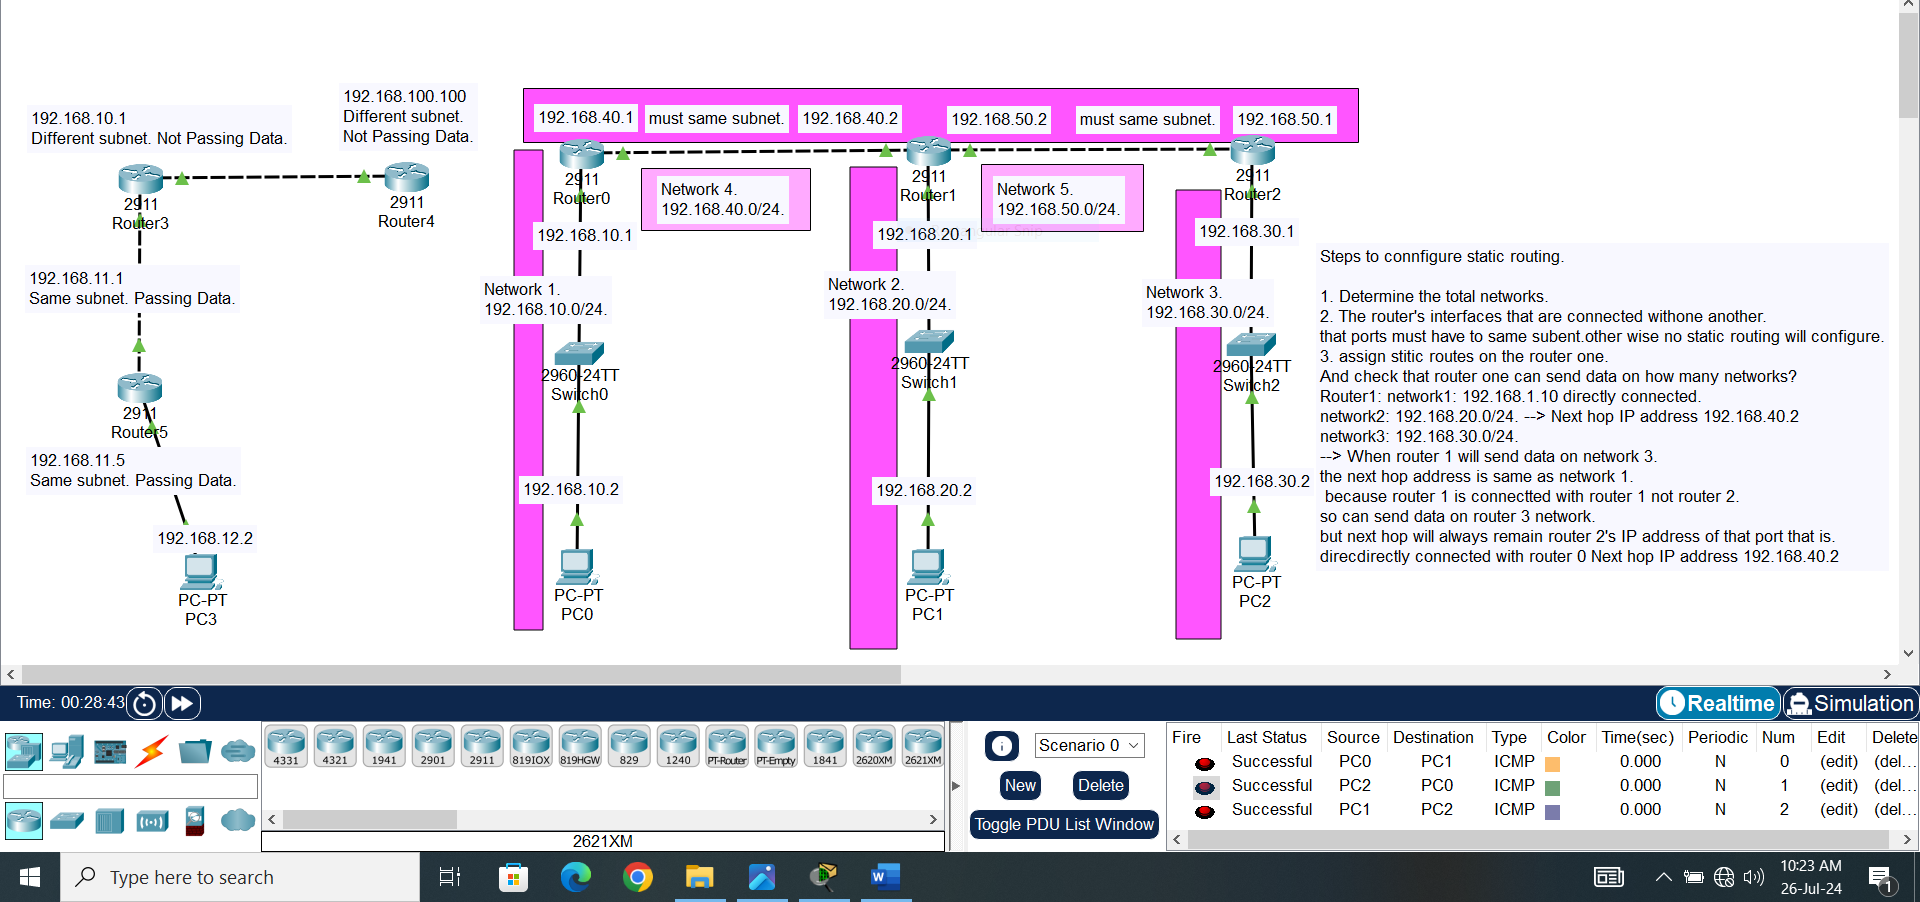 192.168.10.1
Different subnet. Not Passing Data.
192.168.100.100
Different subnet.
Not Passing Data.
2911
Router3
2911
Router4
192.168.11.1
Same subnet. Passing Data.
2911
Router5
192.168.11.5
Same subnet. Passing Data.
192.168.12.2
PC-PT
PC3
192.168.40.1
must same subnet.
192.168.40.2
192.168.50.2
must same subnet.
192.168.50.1
2911
Router0
Network 4.
192.168.40.0/24.
2911
Router1
Network 5.
192.168.50.0/24.
2911
Router2
192.168.10.1
192.168.20.1
192.168.30.1
Network 1.
192.168.10.0/24.
Network 2.
192.168.20.0/24.
Network 3.
192.168.30.0/24.
2960-24TT
Switch0
2960-24TT
Switch1
2960-24TT
Switch2
192.168.10.2
192.168.20.2
192.168.30.2
PC-PT
PC0
PC-PT
PC1
PC-PT
PC2
Steps to connfigure static routing.
1. Determine the total networks.
2. The router's interfaces that are connected withone another.
that ports must have to same subent.other wise no static routing will configure.
3. assign stitic routes on the router one.
And check that router one can send data on how many networks?
Router1: network1: 192.168.1.10 directly connected.
network2: 192.168.20.0/24. --> Next hop IP address 192.168.40.2
network3: 192.168.30.0/24.
--> When router 1 will send data on network 3.
the next hop address is same as network 1.
because router 1 is connectted with router 1 not router 2.
so can send data on router 3 network.
but next hop will always remain router 2's IP address of that port that is.
direcdirectly connected with router 0 Next hop IP address 192.168.40.2
Time: 00:28:43
Realtime
Simulation
4331
4321
1941
2901
2911
819IOX
819HGW
829
1240
PT-Router
PT-Empty
1841
2620XM
2621XM
2621XM
Scenario 0
New
Delete
Toggle PDU List Window
Fire Last Status Source Destination Type Color Time(sec) Periodic Num Edit Delete
Successful PC0 PC1 ICMP 0.000 N 0 (edit) (del...
Successful PC2 PC0 ICMP 0.000 N 1 (edit) (del...
Successful PC1 PC2 ICMP 0.000 N 2 (edit) (del...
Type here to search
10:23 AM
26-Jul-24
1